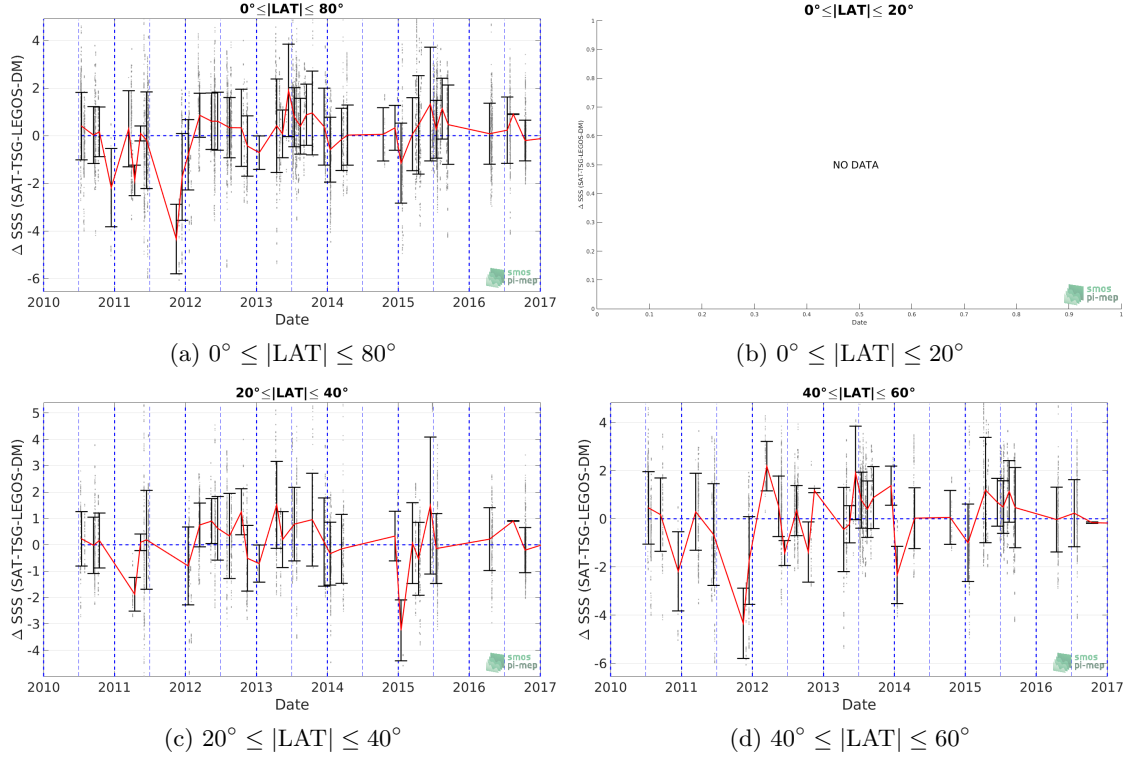 0°≤|LAT|≤ 80°
Δ SSS (SAT-TSG-LEGOS-DM)
4
2
0
-2
-4
-6
2010 2011 2012 2013 2014 2015 2016 2017
Date
smos
pi-mep
(a) 0° ≤ |LAT| ≤ 80°
0°≤|LAT|≤ 20°
Δ SSS (SAT-TSG-LEGOS-DM)
1
0.9
0.8
0.7
0.6
0.5
0.4
0.3
0.2
0.1
0
NO DATA
0 0.1 0.2 0.3 0.4 0.5 0.6 0.7 0.8 0.9 1
Date
smos
pi-mep
(b) 0° ≤ |LAT| ≤ 20°
20°≤|LAT|≤ 40°
Δ SSS (SAT-TSG-LEGOS-DM)
5
4
3
2
1
0
-1
-2
-3
-4
2010 2011 2012 2013 2014 2015 2016 2017
Date
smos
pi-mep
(c) 20° ≤ |LAT| ≤ 40°
40°≤|LAT|≤ 60°
Δ SSS (SAT-TSG-LEGOS-DM)
4
2
0
-2
-4
-6
2010 2011 2012 2013 2014 2015 2016 2017
Date
smos
pi-mep
(d) 40° ≤ |LAT| ≤ 60°